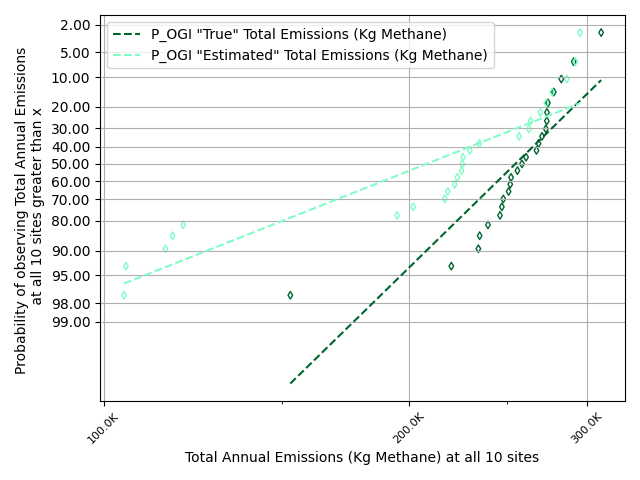 P_OGI "True" Total Emissions (Kg Methane)
P_OGI "Estimated" Total Emissions (Kg Methane)
Probability of observing Total Annual Emissions
at all 10 sites greater than x
2.00
5.00
10.00
20.00
30.00
40.00
50.00
60.00
70.00
80.00
90.00
95.00
98.00
99.00
100.0K
200.0K
300.0K
Total Annual Emissions (Kg Methane) at all 10 sites